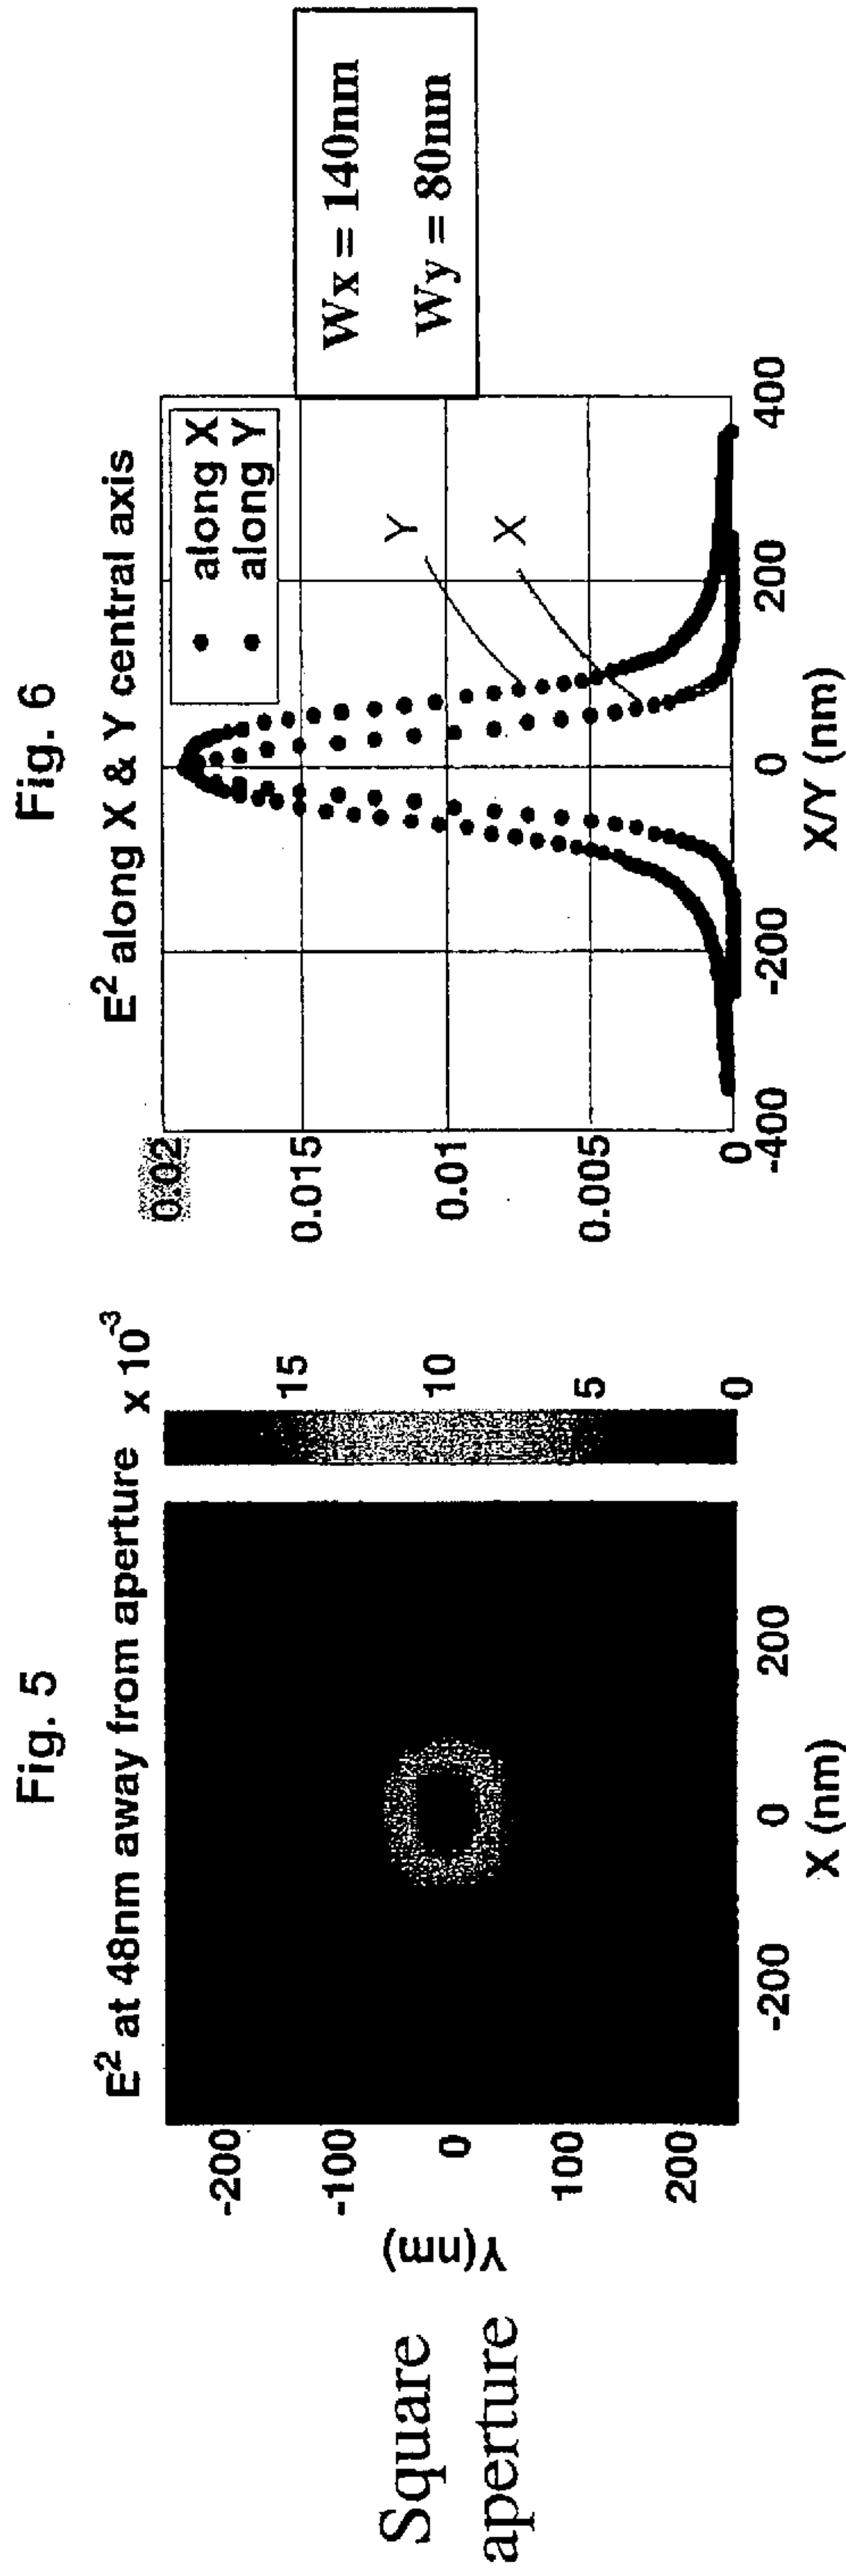 Square
aperture
Fig. 5
E² at 48nm away from aperture x 10⁻³
Y(nm)
-200
-100
0
100
200
-200
0
200
X (nm)
15
10
5
0
Fig. 6
E² along X & Y central axis
0.02
0.015
0.01
0.005
0
-400
-200
0
200
400
X/Y (nm)
along X
along Y
Y
X
Wx = 140nm
Wy = 80nm